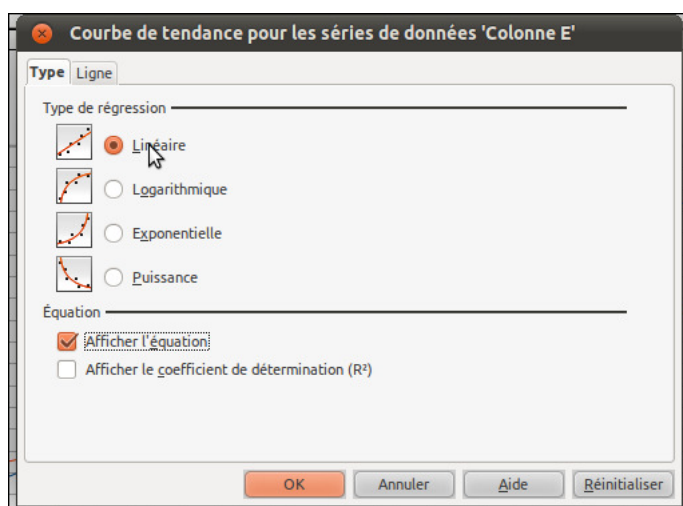 Courbe de tendance pour les séries de données 'Colonne E'
Type Ligne
Type de régression
Linéaire
Logarithmique
Exponentielle
Puissance
Équation
Afficher l'équation
Afficher le coefficient de détermination (R²)
OK Annuler Aide Réinitialiser